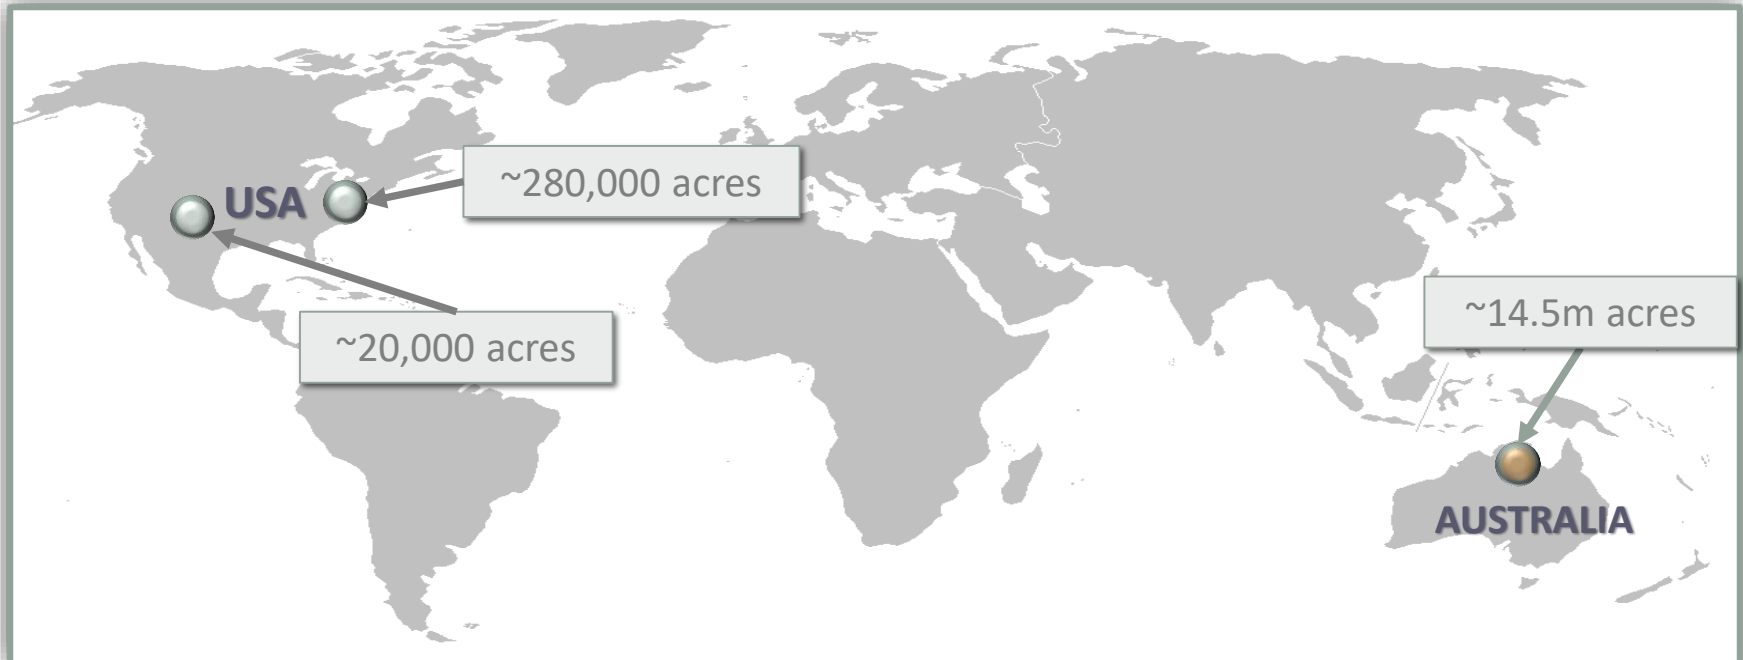 ~280,000 acres
USA
~14.5m acres
~20,000 acres
AUSTRALIA